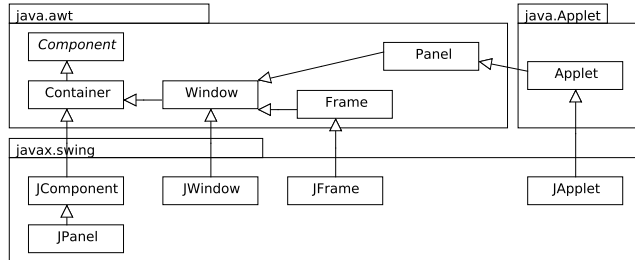 java.awt
java.Applet
Component
Panel
Applet
Container
Window
Frame
javax.swing
JComponent
JWindow
JFrame
JApplet
JPanel